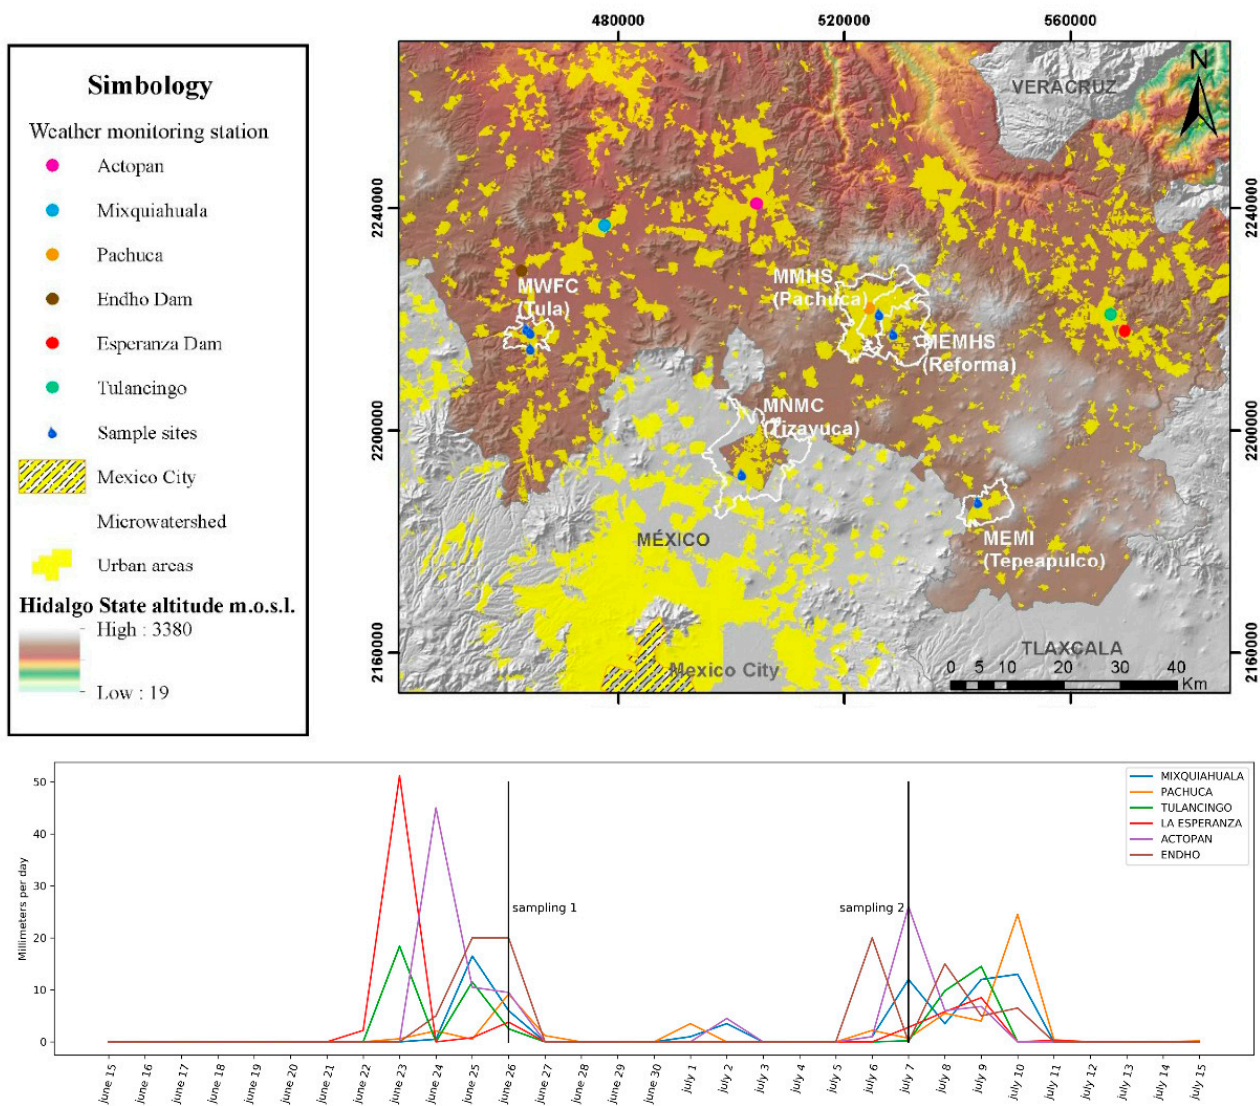 Simbology
Weather monitoring station
Actopan
Mixquiahuala
Pachuca
Endho Dam
Esperanza Dam
Tulancingo
Sample sites
Mexico City
Microwatershed
Urban areas
Hidalgo State altitude m.o.s.l.
High : 3380
Low : 19
480000 520000 560000
2240000 2240000
2200000 2200000
2160000 2160000
N
VERACRUZ
MWFC
(Tula)
MMHS
(Pachuca)
MEMHS
(Reforma)
MNMC
(Tizayuca)
MÉXICO
MEMI
(Tepeapulco)
TLAXCALA
Mexico City
0 5 10 20 30 40
Km
480000 520000 560000
MIXQUIAHUALA
PACHUCA
TULANCINGO
LA ESPERANZA
ACTOPAN
ENDHO
Millimeters per day
50
40
30
20
10
0
sampling 1
sampling 2
june 15
june 16
june 17
june 18
june 19
june 20
june 21
june 22
june 23
june 24
june 25
june 26
june 27
june 28
june 29
june 30
july 1
july 2
july 3
july 4
july 5
july 6
july 7
july 8
july 9
july 10
july 11
july 12
july 13
july 14
july 15